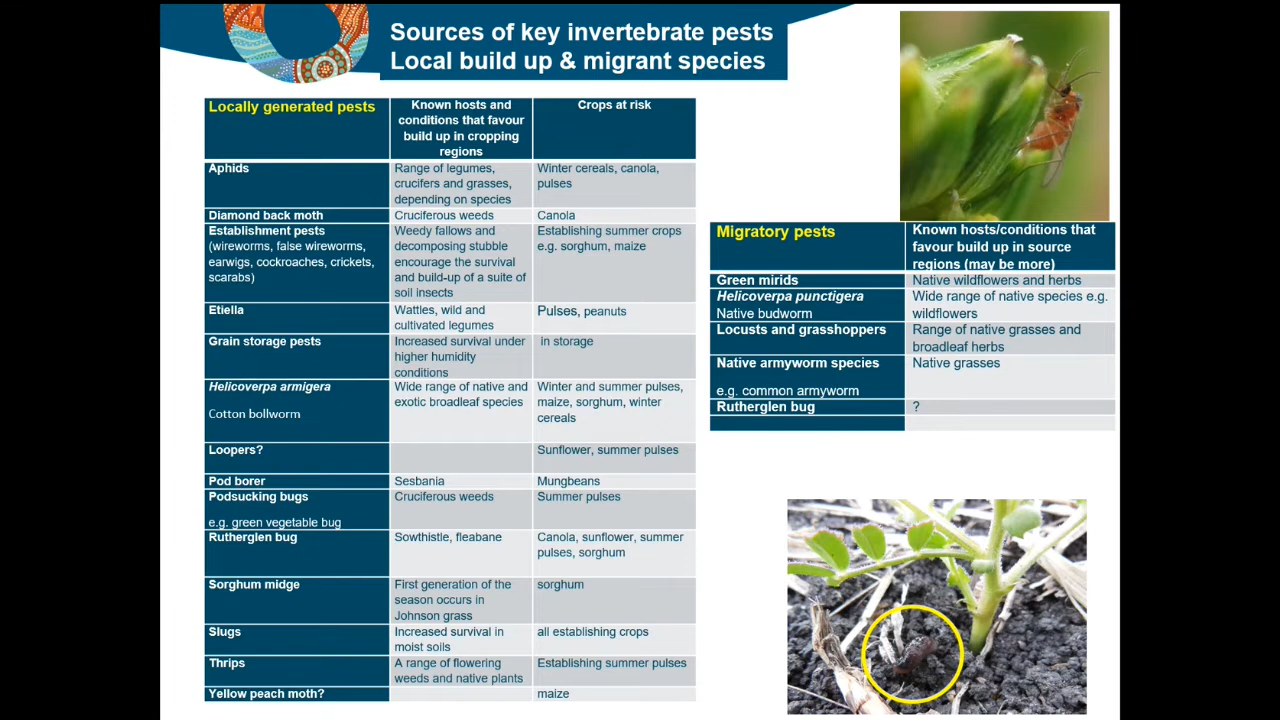 Sources of key invertebrate pests
Local build up & migrant species
Locally generated pests
Known hosts and
conditions that favour
build up in cropping
regions
Crops at risk
Aphids
Range of legumes,
crucifers and grasses,
depending on species
Winter cereals, canola,
pulses
Diamond back moth
Cruciferous weeds
Canola
Establishment pests
(wireworms, false wireworms,
earwigs, cockroaches, crickets,
scarabs)
Weedy fallows and
decomposing stubble
encourage the survival
and build-up of a suite of
soil insects
Establishing summer crops
e.g. sorghum, maize
Etiella
Wattles, wild and
cultivated legumes
Pulses, peanuts
Grain storage pests
Increased survival under
higher humidity
conditions
in storage
Helicoverpa armigera
Cotton bollworm
Wide range of native and
exotic broadleaf species
Winter and summer pulses,
maize, sorghum, winter
cereals
Loopers?
Sunflower, summer pulses
Pod borer
Sesbania
Mungbeans
Podsucking bugs
e.g. green vegetable bug
Cruciferous weeds
Summer pulses
Rutherglen bug
Sowthistle, fleabane
Canola, sunflower, summer
pulses, sorghum
Sorghum midge
First generation of the
season occurs in
Johnson grass
sorghum
Slugs
Increased survival in
moist soils
all establishing crops
Thrips
A range of flowering
weeds and native plants
Establishing summer pulses
Yellow peach moth?
maize
Migratory pests
Known hosts/conditions that
favour build up in source
regions (may be more)
Green mirids
Native wildflowers and herbs
Helicoverpa punctigera
Native budworm
Wide range of native species e.g.
wildflowers
Locusts and grasshoppers
Range of native grasses and
broadleaf herbs
Native armyworm species
e.g. common armyworm
Native grasses
Rutherglen bug
?